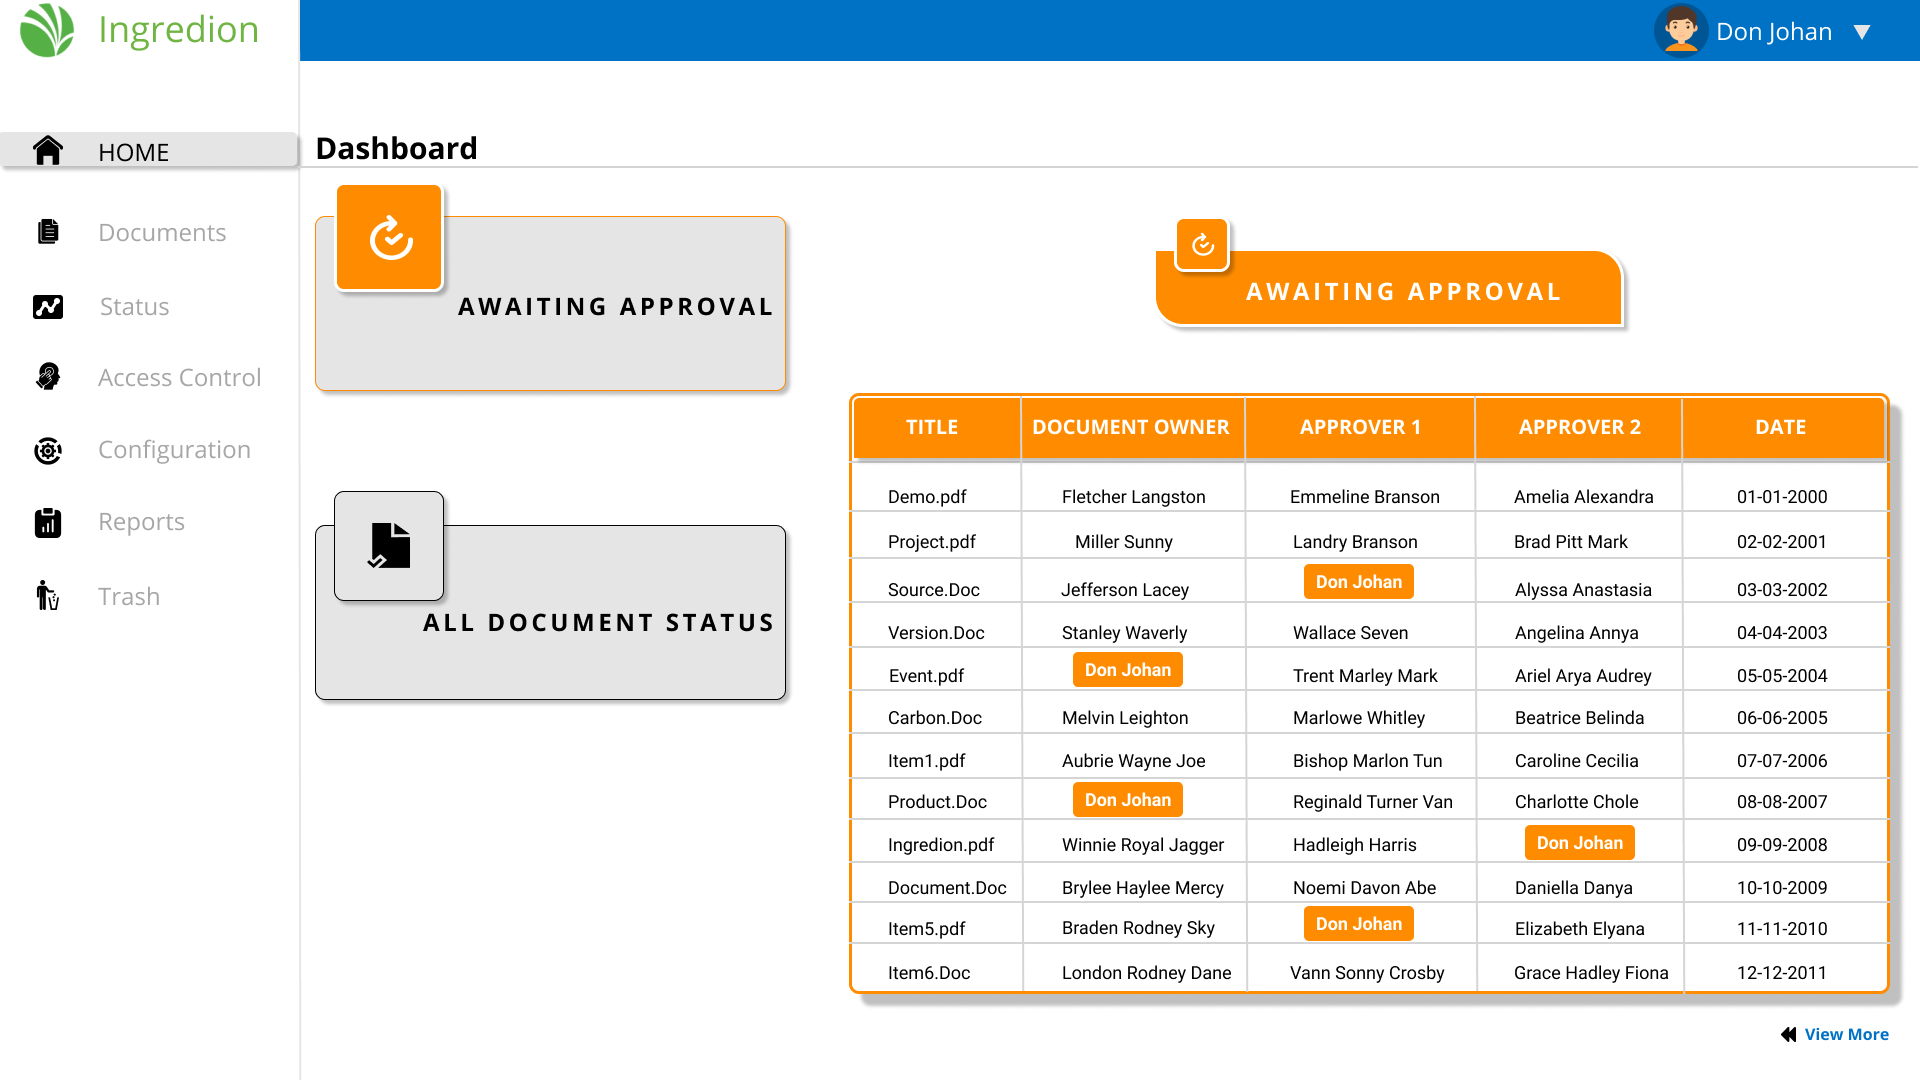 Ingredion
Don Johan
HOME
Documents
Status
Access Control
Configuration
Reports
Trash
Dashboard
AWAITING APPROVAL
ALL DOCUMENT STATUS
AWAITING APPROVAL
TITLE DOCUMENT OWNER APPROVER 1 APPROVER 2 DATE
Demo.pdf Fletcher Langston Emmeline Branson Amelia Alexandra 01-01-2000
Project.pdf Miller Sunny Landry Branson Brad Pitt Mark 02-02-2001
Source.Doc Jefferson Lacey Don Johan Alyssa Anastasia 03-03-2002
Version.Doc Stanley Waverly Wallace Seven Angelina Annya 04-04-2003
Event.pdf Don Johan Trent Marley Mark Ariel Arya Audrey 05-05-2004
Carbon.Doc Melvin Leighton Marlowe Whitley Beatrice Belinda 06-06-2005
Item1.pdf Aubrie Wayne Joe Bishop Marlon Tun Caroline Cecilia 07-07-2006
Product.Doc Don Johan Reginald Turner Van Charlotte Chole 08-08-2007
Ingredion.pdf Winnie Royal Jagger Hadleigh Harris Don Johan 09-09-2008
Document.Doc Brylee Haylee Mercy Noemi Davon Abe Daniella Danya 10-10-2009
Item5.pdf Braden Rodney Sky Don Johan Elizabeth Elyana 11-11-2010
Item6.Doc London Rodney Dane Vann Sonny Crosby Grace Hadley Fiona 12-12-2011
View More